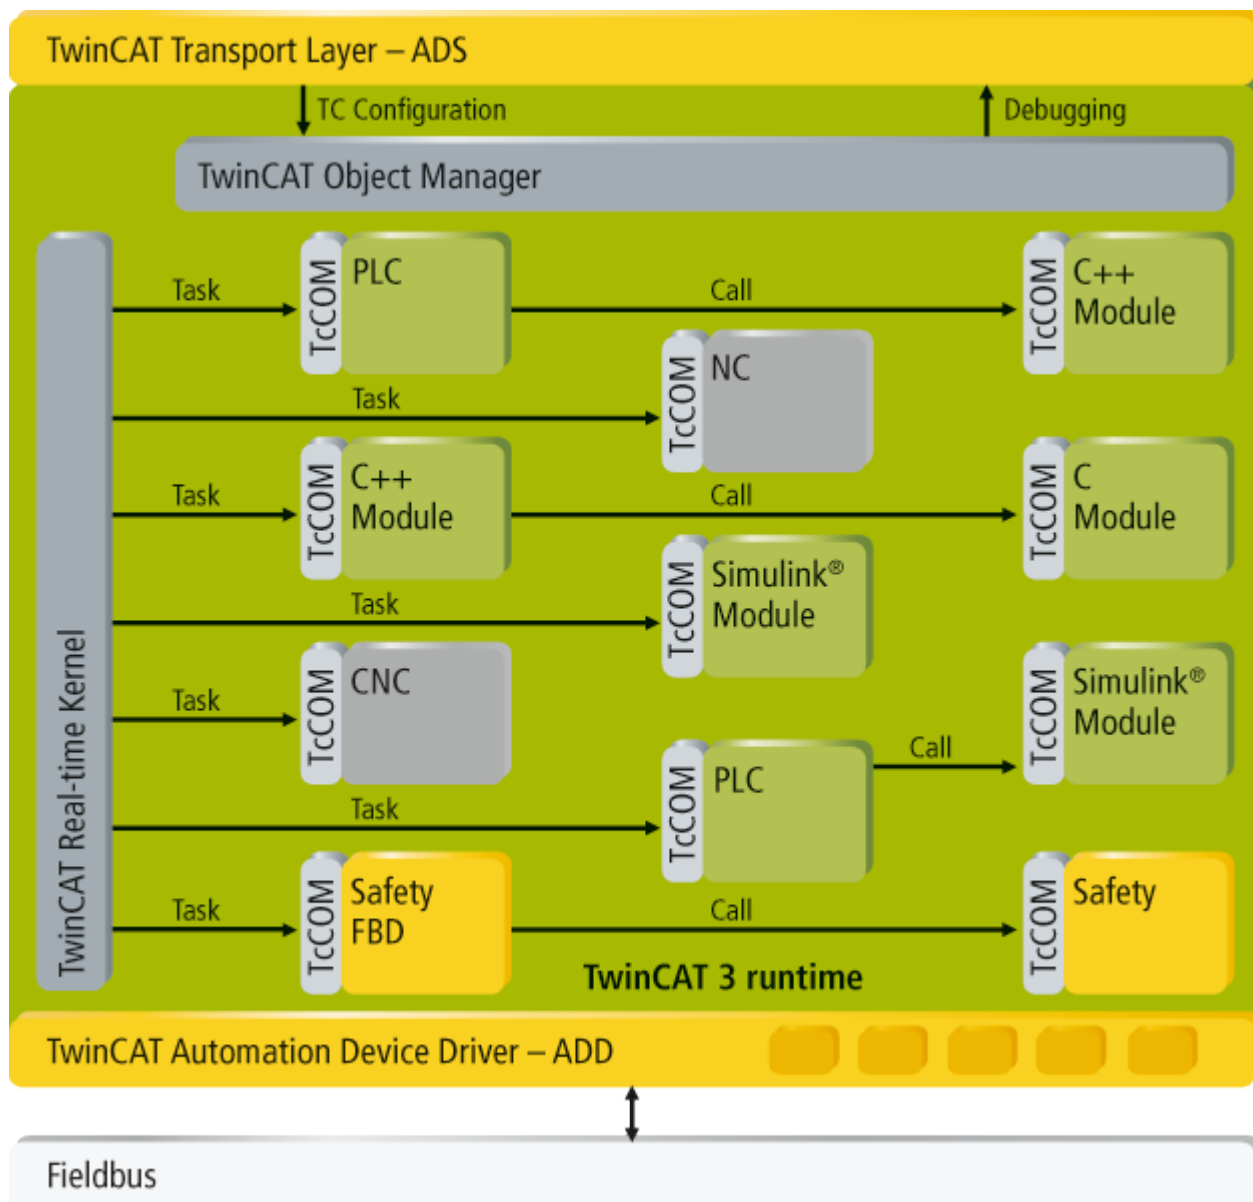 TwinCAT Transport Layer – ADS
TC Configuration
Debugging
TwinCAT Object Manager
TwinCAT Real-time Kernel
Task
TcCOM
PLC
Call
TcCOM
C++
Module
Task
TcCOM
NC
Task
TcCOM
C++
Module
Call
TcCOM
C
Module
Task
TcCOM
Simulink®
Module
Task
TcCOM
CNC
TcCOM
Simulink®
Module
Task
TcCOM
PLC
Call
Task
TcCOM
Safety
FBD
Call
TcCOM
Safety
TwinCAT 3 runtime
TwinCAT Automation Device Driver – ADD
Fieldbus